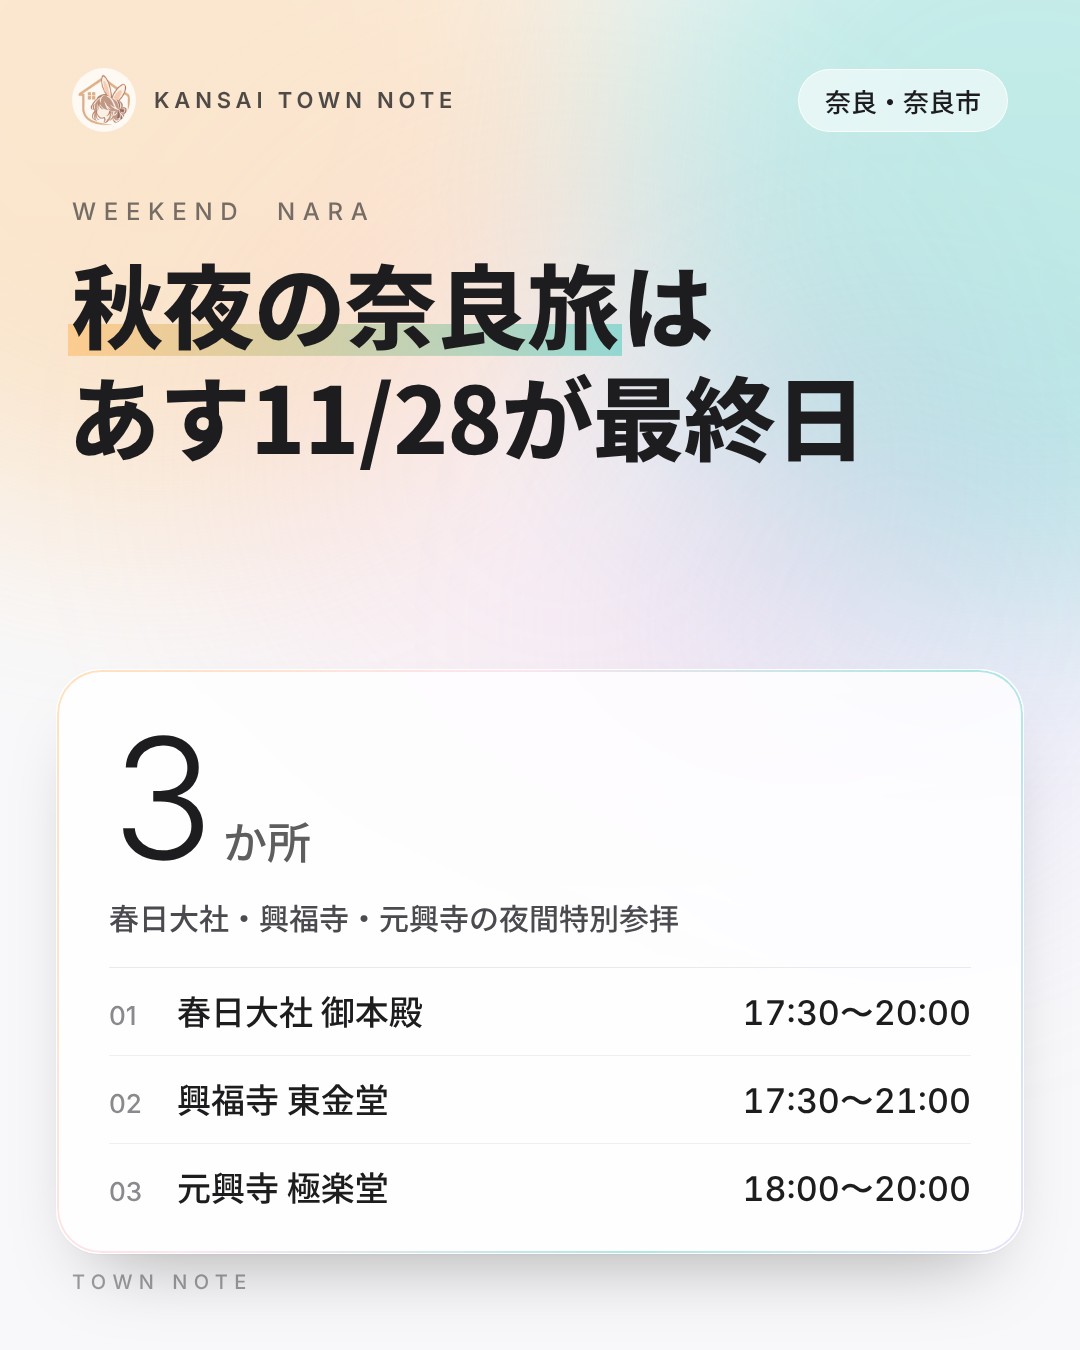 KANSAI TOWN NOTE
奈良・奈良市
WEEKEND NARA
秋夜の奈良旅は
あす11/28が最終日
3か所
春日大社・興福寺・元興寺の夜間特別参拝
01 春日大社 御本殿 17:30〜20:00
02 興福寺 東金堂 17:30〜21:00
03 元興寺 極楽堂 18:00〜20:00
TOWN NOTE